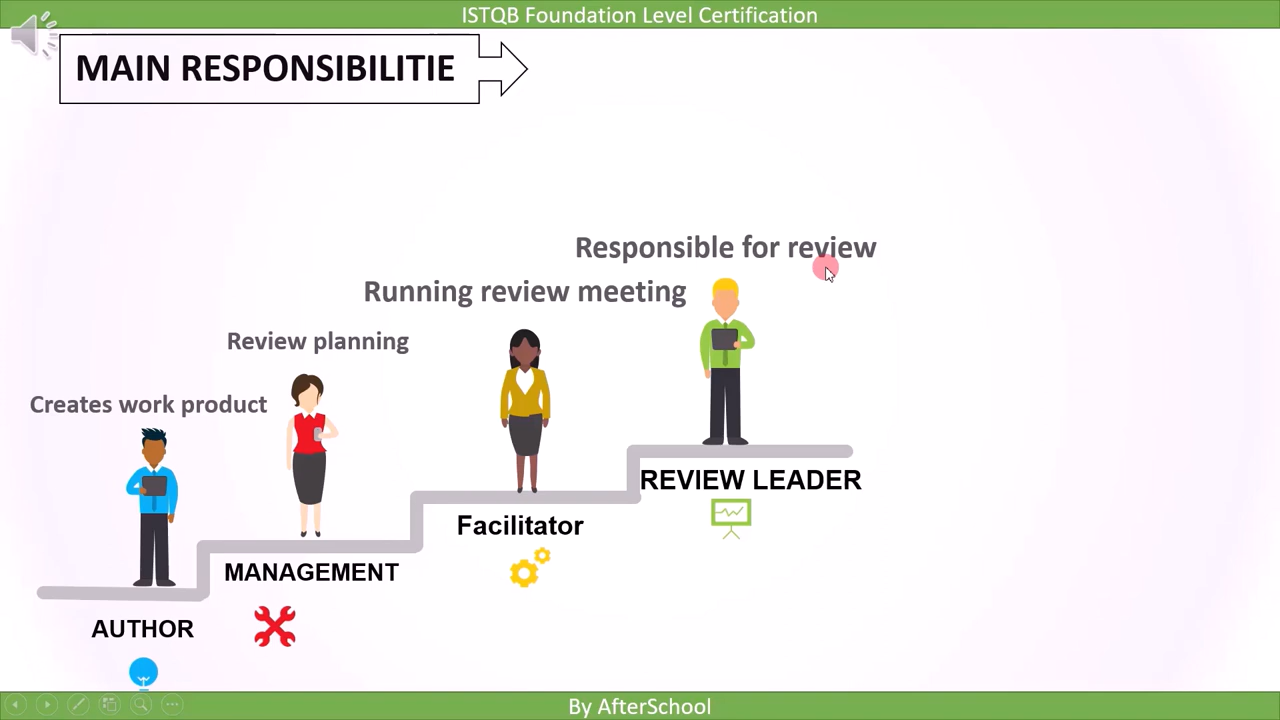 ISTQB Foundation Level Certification
MAIN RESPONSIBILITIE
Responsible for review
Running review meeting
Review planning
Creates work product
REVIEW LEADER
Facilitator
MANAGEMENT
AUTHOR
By AfterSchool